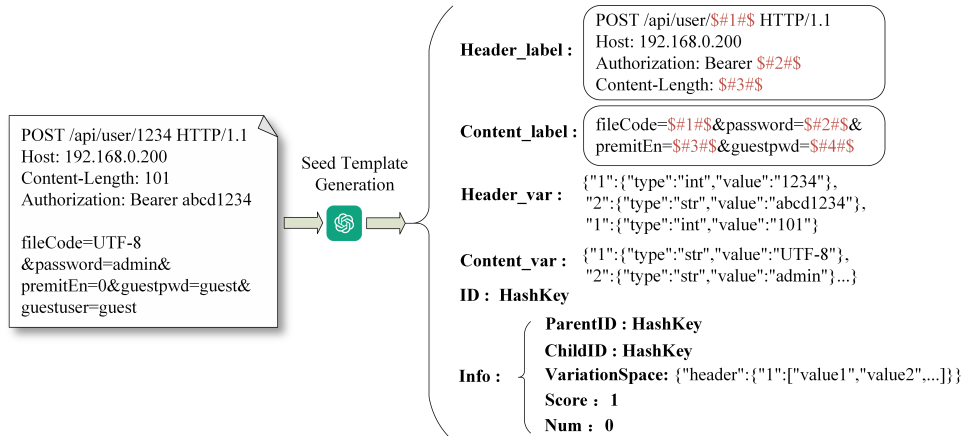 POST /api/user/1234 HTTP/1.1
Host: 192.168.0.200
Content-Length: 101
Authorization: Bearer abcd1234
fileCode=UTF-8
&password=admin&
premitEn=0&guestpwd=guest&
guestuser=guest
Seed Template
Generation
Header_label :
POST /api/user/$#1#$ HTTP/1.1
Host: 192.168.0.200
Authorization: Bearer $#2#$
Content-Length: $#3#$
Content_label :
fileCode=$#1#$&password=$#2#$&
premitEn=$#3#$&guestpwd=$#4#$
Header_var :
{"1":{"type":"int","value":"1234"},
"2":{"type":"str","value":"abcd1234"},
"1":{"type":"int","value":"101"}
Content_var :
{"1":{"type":"str","value":"UTF-8"},
"2":{"type":"str","value":"admin"}...}
ID : HashKey
Info :
ParentID : HashKey
ChildID : HashKey
VariationSpace: {"header":{"1":["value1","value2",...]}}
Score : 1
Num : 0